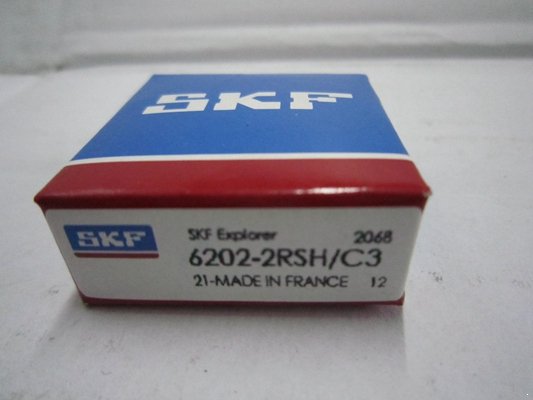 SKF
SKF
SKF Explorer 2068
6202-2RSH/C3
21-MADE IN FRANCE 12